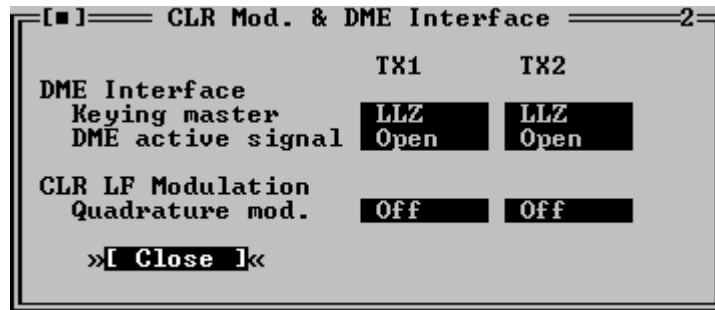 [■] CLR Mod. & DME Interface 2
TX1 TX2
DME Interface
Keying master LLZ LLZ
DME active signal Open Open
CLR LF Modulation
Quadrature mod. Off Off
»[ Close ]«